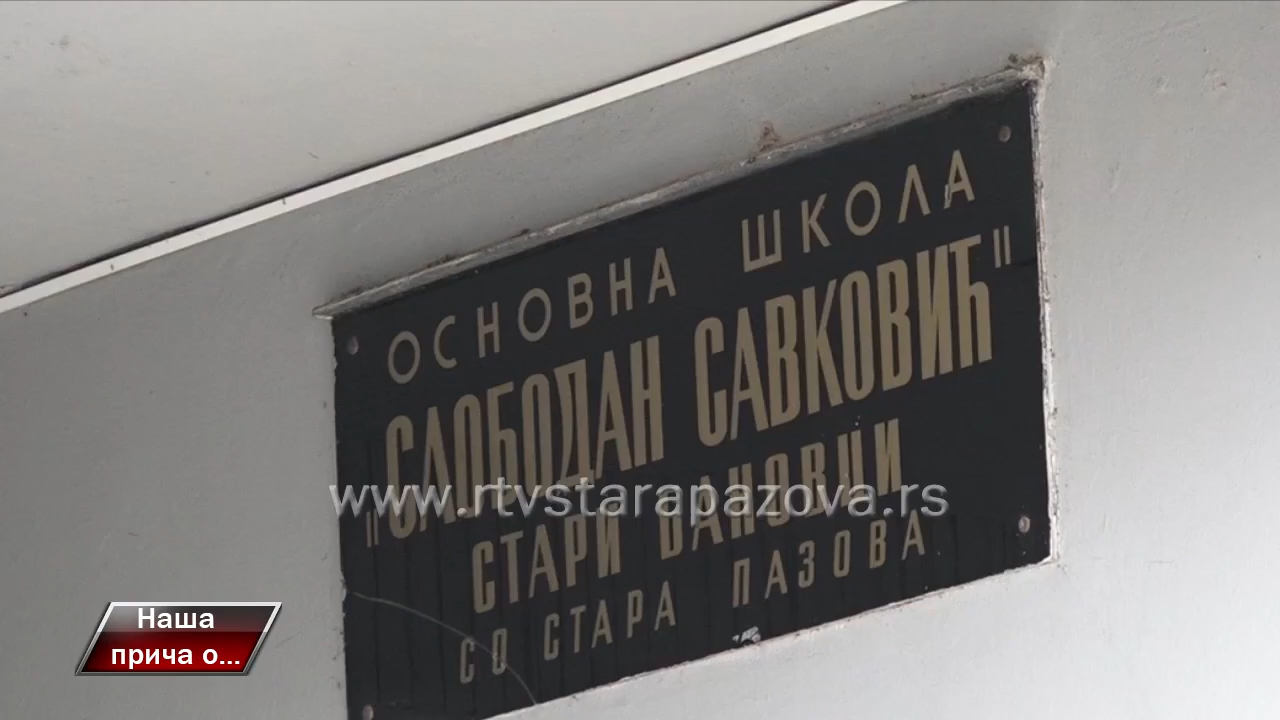 ОСНОВНА ШКОЛА
"СЛОБОДАН САВКОВИЋ"
СТАРИ БАНОВЦИ
СО СТАРА ПАЗОВА
www.rtvstarapazova.rs
Наша
прича о...